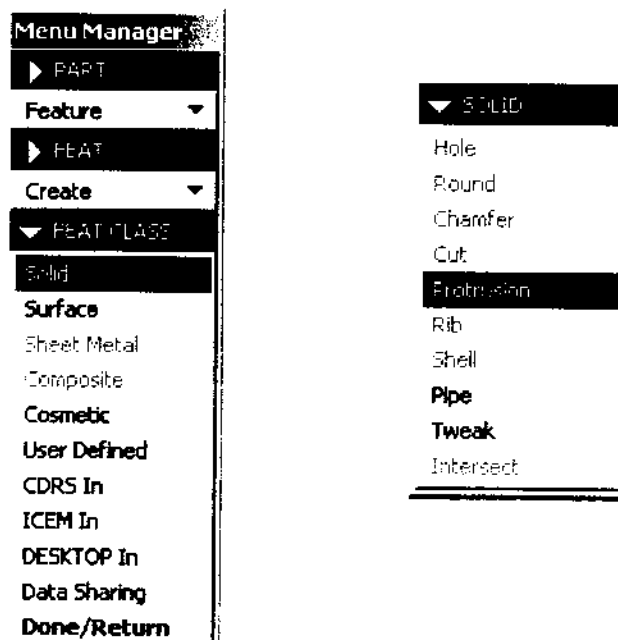 Menu Manager
PART
Feature
FEAT
Create
FEAT CLASS
Solid
Surface
Sheet Metal
Composite
Cosmetic
User Defined
CDRS In
ICEM In
DESKTOP In
Data Sharing
Done/Return
SOLID
Hole
Round
Chamfer
Cut
Protrusion
Rib
Shell
Pipe
Tweak
Intersect